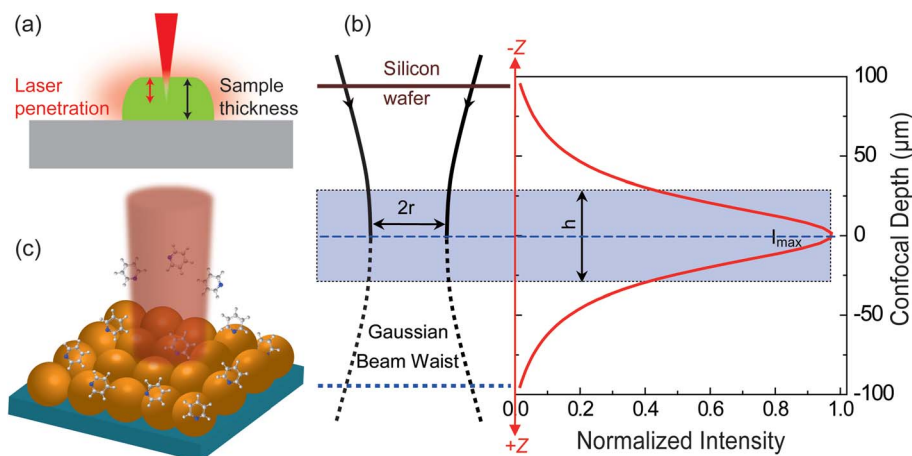 (a)
Laser
penetration
Sample
thickness
(b)
Silicon
wafer
2r
Gaussian
Beam Waist
-Z
+Z
h
Imax
100
50
0
-50
-100
Confocal Depth (μm)
0.0 0.2 0.4 0.6 0.8 1.0
Normalized Intensity
(c)